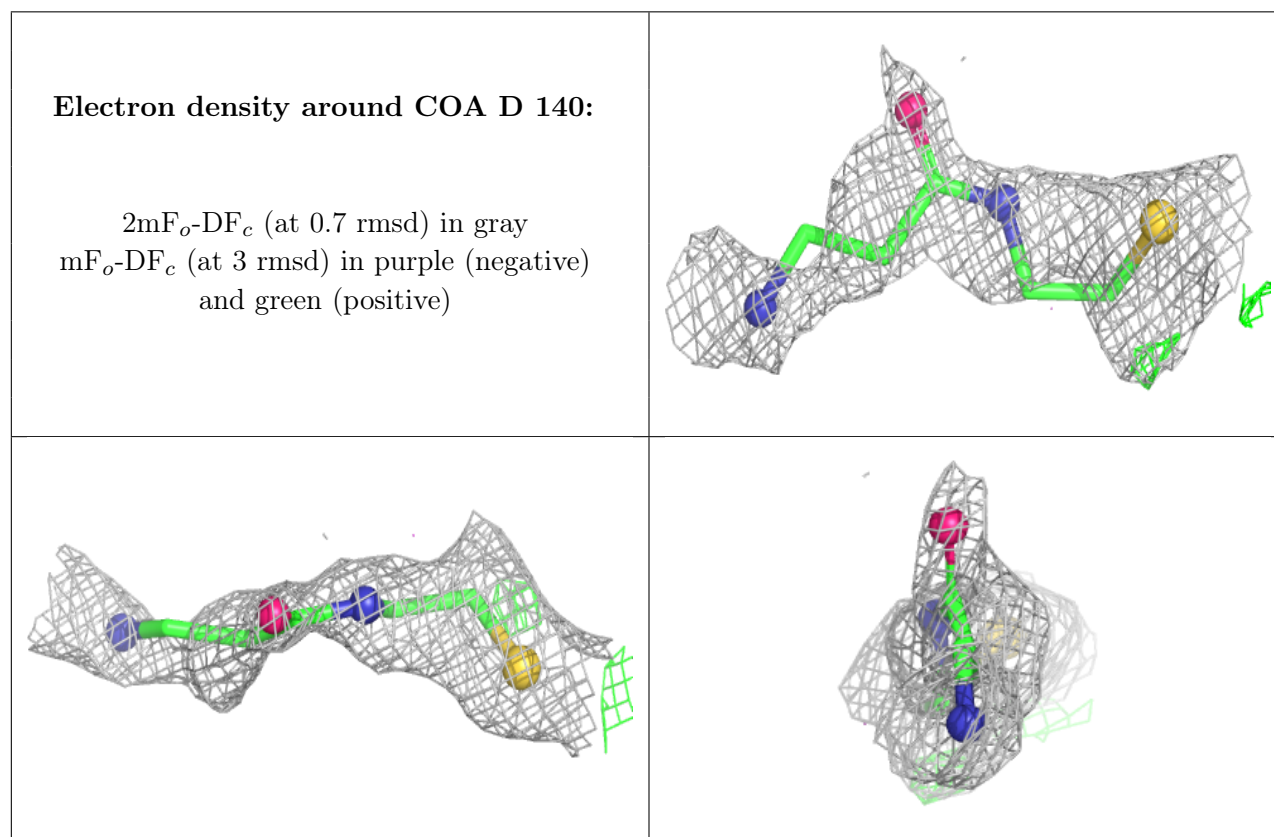 Electron density around COA D 140:
2mFo-DFc (at 0.7 rmsd) in gray
mFo-DFc (at 3 rmsd) in purple (negative)
and green (positive)